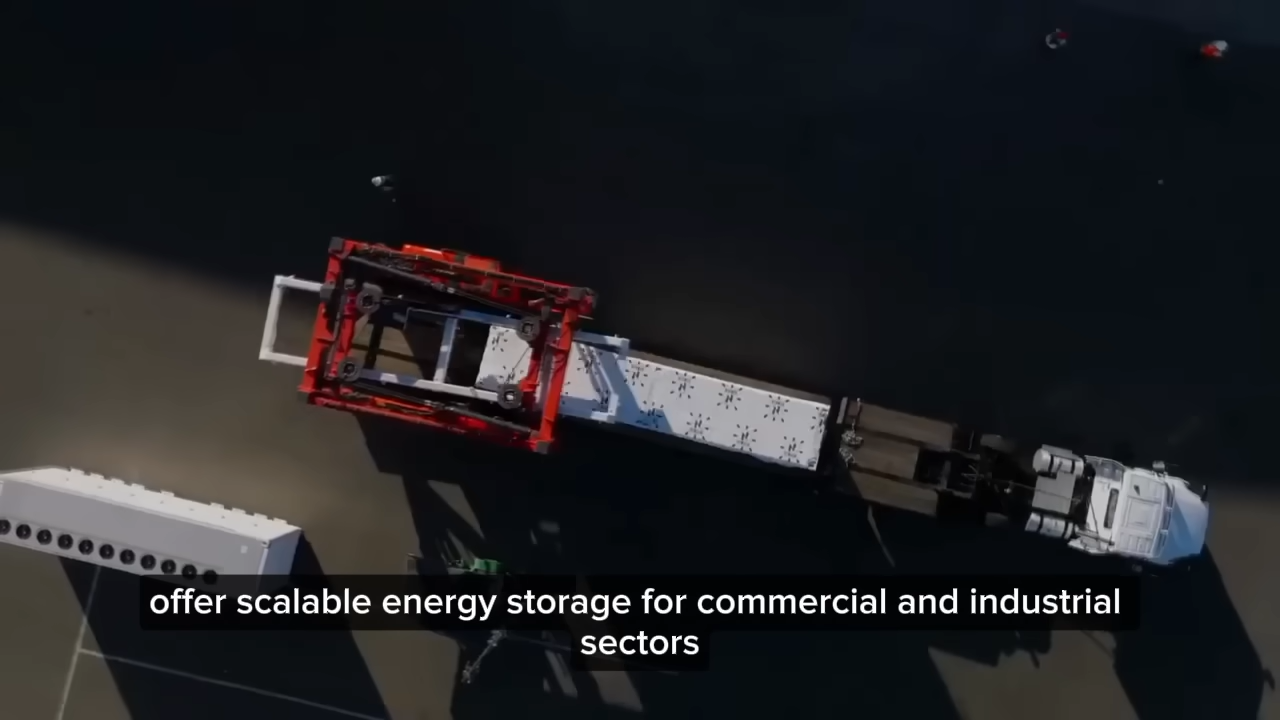 offer scalable energy storage for commercial and industrial
sectors